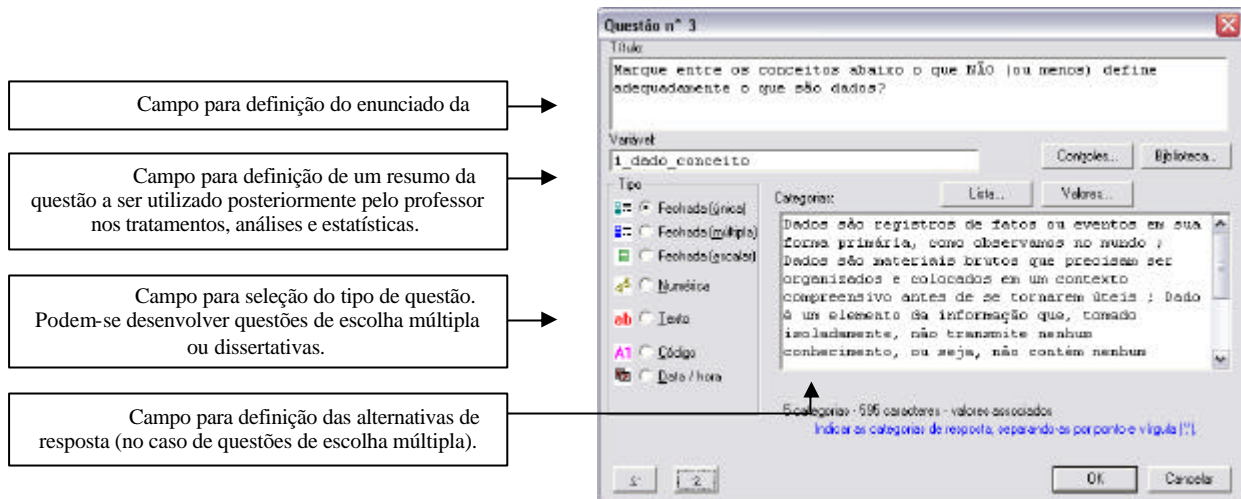 Questão n° 3
Título:
Marque entre os conceitos abaixo o que NÃO (ou menos) define
adequadamente o que são dados?
Campo para definição do enunciado da
Variável:
1_dado_conceito
Controles...
Biblioteca...
Campo para definição de um resumo da
questão a ser utilizado posteriormente pelo professor
nos tratamentos, análises e estatísticas.
Tipo
Fechada (única)
Fechada (múltipla)
Fechada (escalar)
Numérica
Texto
Código
Data / hora
Categorias:
Lista...
Valores...
Dados são registros de fatos ou eventos em sua
forma primária, como observamos no mundo ;
Dados são materiais brutos que precisam ser
organizados e colocados em um contexto
compreensivo antes de se tornarem úteis ; Dado
é um elemento da informação que, tomado
isoladamente, não transmite nenhum
conhecimento, ou seja, não contém nenhum
Campo para seleção do tipo de questão.
Podem-se desenvolver questões de escolha múltipla
ou dissertativas.
Campo para definição das alternativas de
resposta (no caso de questões de escolha múltipla).
5 categorias - 595 caracteres - valores associados
Indicar as categorias de resposta, separando-as por ponto e vírgula (';').
OK
Cancelar